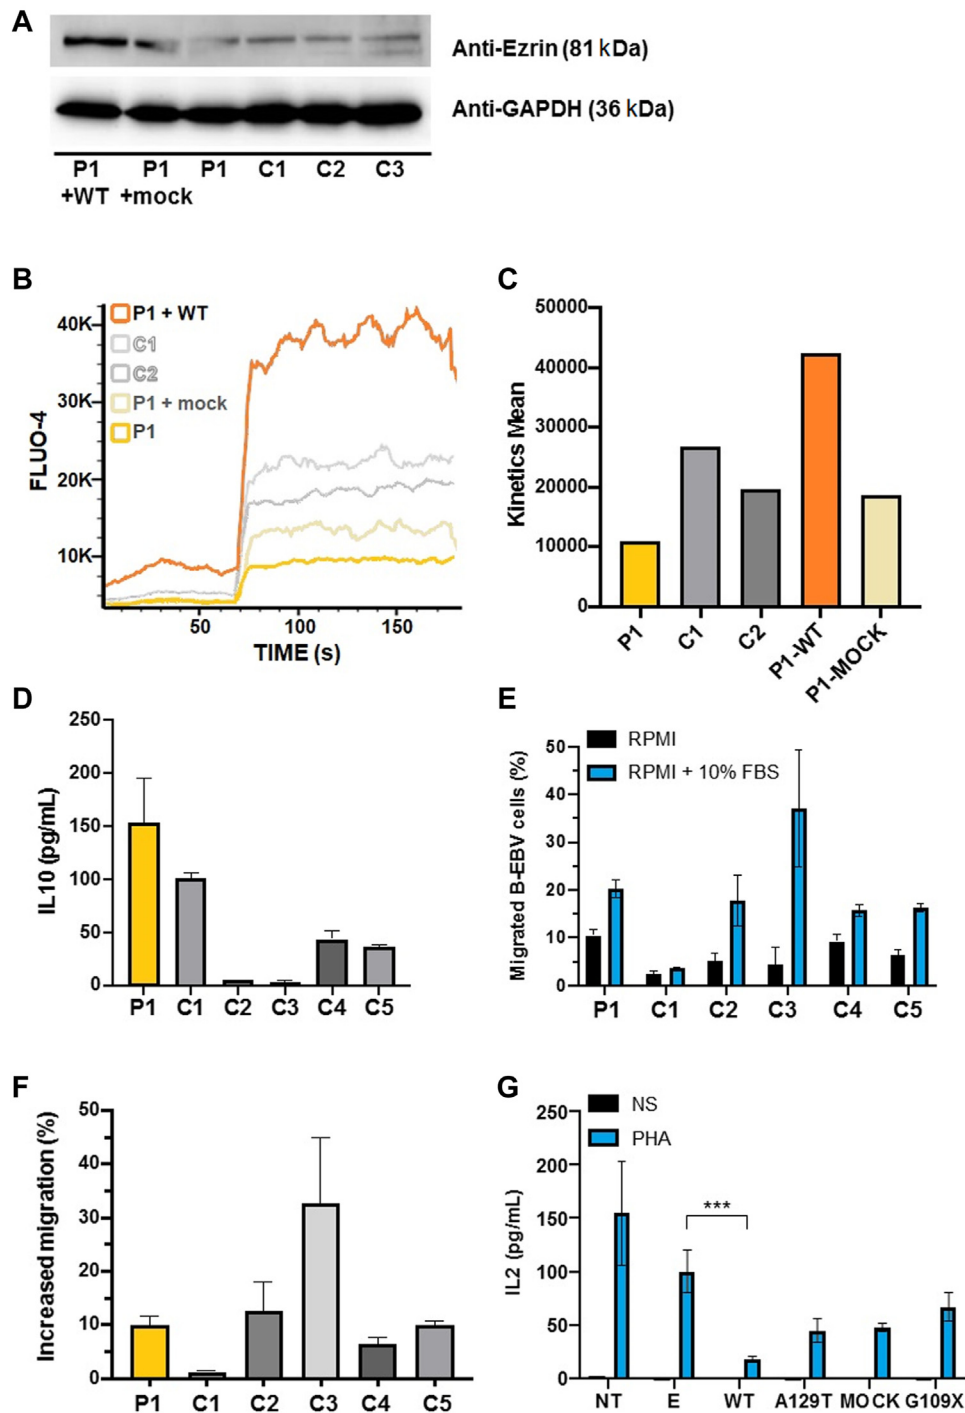 A
Anti-Ezrin (81 kDa)
Anti-GAPDH (36 kDa)
P1 P1 P1 C1 C2 C3
+WT +mock
B
P1 + WT
C1
C2
P1 + mock
P1
40K
30K
20K
10K
FLUO-4
50 100 150
TIME (s)
C
50000
40000
30000
20000
10000
0
Kinetics Mean
P1 C1 C2 P1-WT P1-MOCK
D
250
200
150
100
50
0
IL10 (pg/mL)
P1 C1 C2 C3 C4 C5
E
RPMI
RPMI + 10% FBS
50
40
30
20
10
0
Migrated B-EBV cells (%)
P1 C1 C2 C3 C4 C5
F
50
40
30
20
10
0
Increased migration (%)
P1 C1 C2 C3 C4 C5
G
NS
PHA
250
200
150
100
50
0
IL2 (pg/mL)
***
NT E WT A129T MOCK G109X